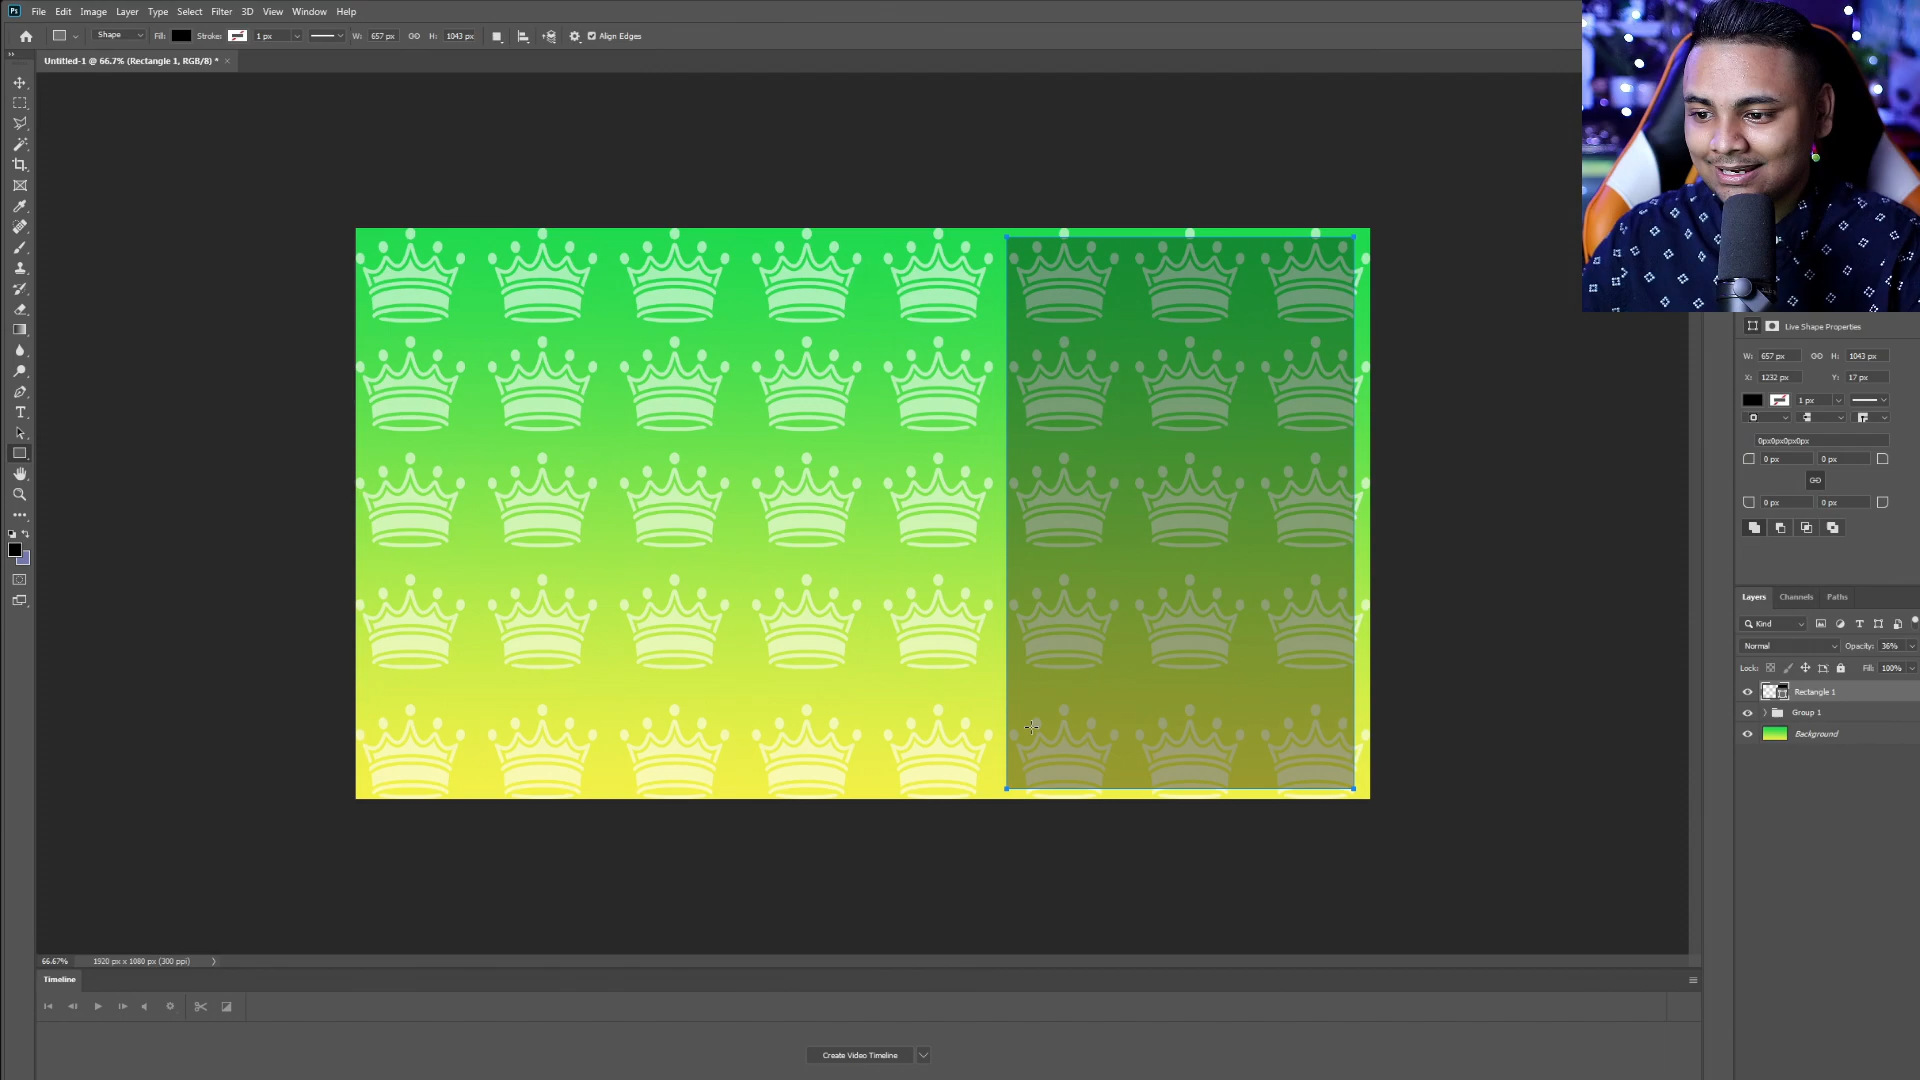 Ps File Edit Image Layer Type Select Filter 3D View Window Help
Shape Fill: Stroke: 1 px W: 657 px H: 1043 px Align Edges
Untitled-1 @ 66.7% (Rectangle 1, RGB/8) * ×
Live Shape Properties
W: 657 px H: 1043 px
X: 1232 px Y: 17 px
1 px
0px0px0px0px
0 px 0 px
0 px 0 px
Layers Channels Paths
Kind
Normal Opacity: 36%
Lock: Fill: 100%
Rectangle 1
Group 1
Background
66.67% 1920 px x 1080 px (300 ppi)
Timeline
Create Video Timeline